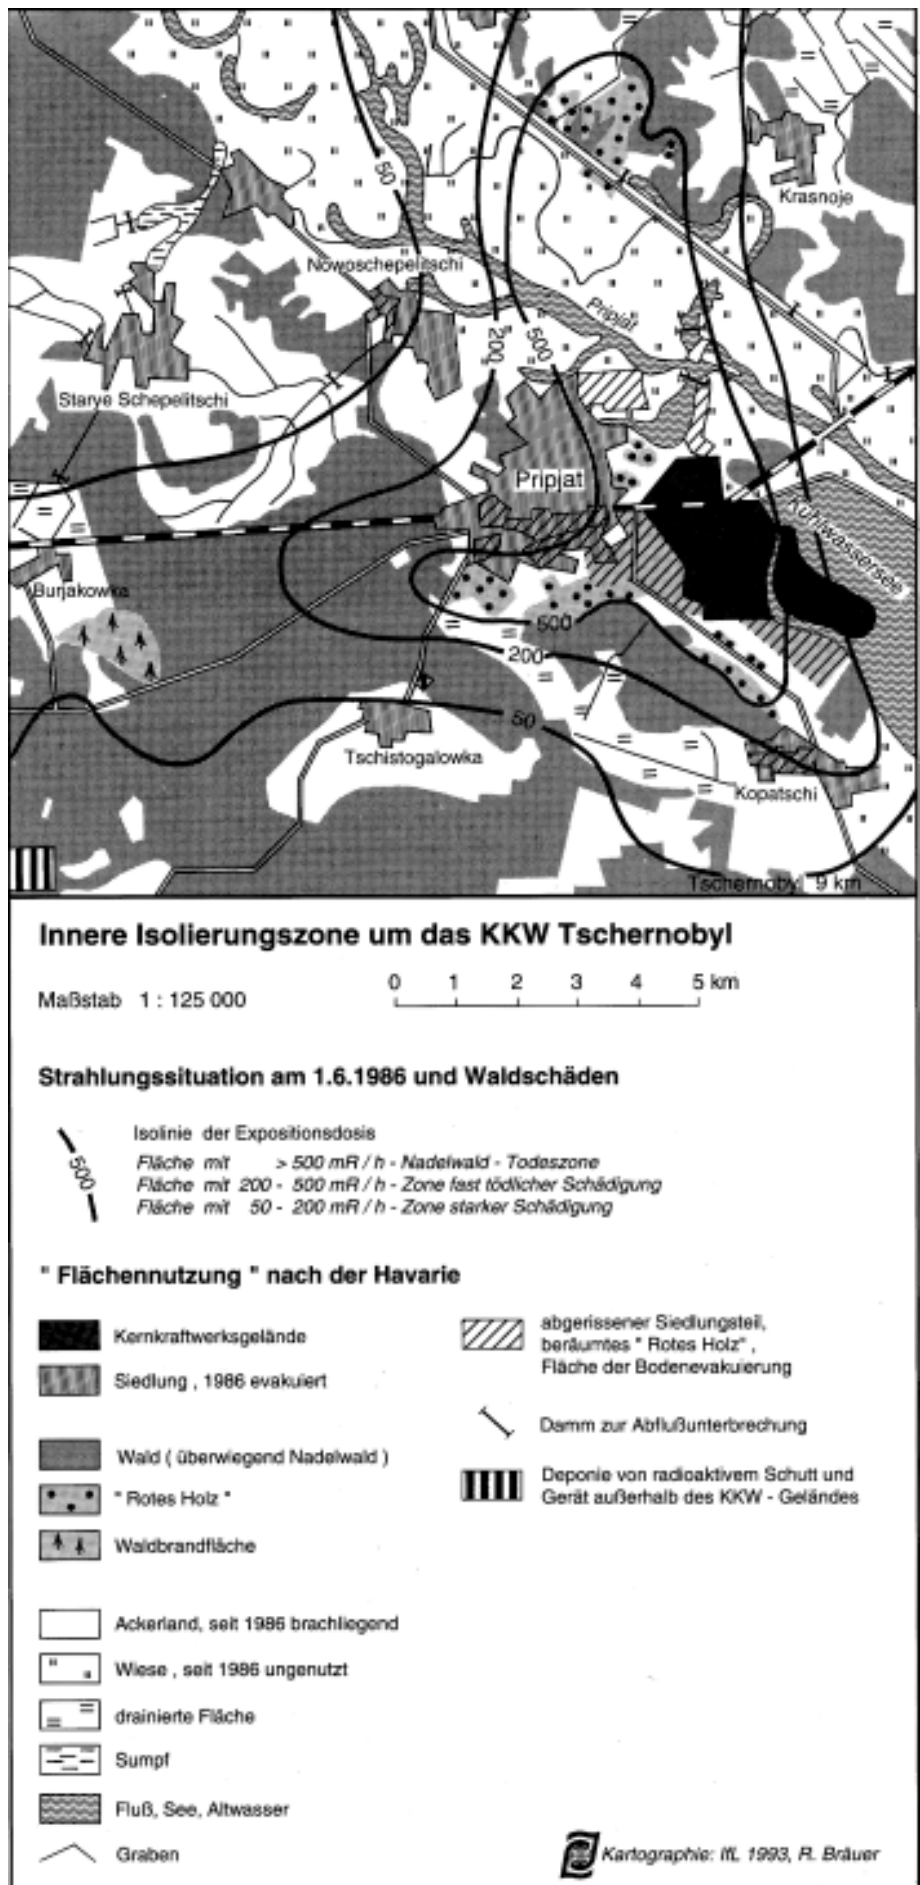 50
Krasnoje
Nowoschepelitschi
Pripjat
200
500
Starye Schepelitschi
Pripjat
Kühlwassersee
Burjakowka
500
200
50
Tschistogalowka
Kopatschi
Tschernobyl 9 km
Innere Isolierungszone um das KKW Tschernobyl
Maßstab 1 : 125 000
0 1 2 3 4 5 km
Strahlungssituation am 1.6.1986 und Waldschäden
500
Isolinie der Expositionsdosis
Fläche mit > 500 mR / h - Nadelwald - Todeszone
Fläche mit 200 - 500 mR / h - Zone fast tödlicher Schädigung
Fläche mit 50 - 200 mR / h - Zone starker Schädigung
" Flächennutzung " nach der Havarie
Kernkraftwerksgelände
Siedlung , 1986 evakuiert
Wald ( überwiegend Nadelwald )
" Rotes Holz "
Waldbrandfläche
Ackerland, seit 1986 brachliegend
Wiese , seit 1986 ungenutzt
drainierte Fläche
Sumpf
Fluß, See, Altwasser
Graben
abgerissener Siedlungsteil,
beräumtes " Rotes Holz" ,
Fläche der Bodenevakuierung
Damm zur Abflußunterbrechung
Deponie von radioaktivem Schutt und
Gerät außerhalb des KKW - Geländes
Kartographie: IfL 1993, R. Bräuer